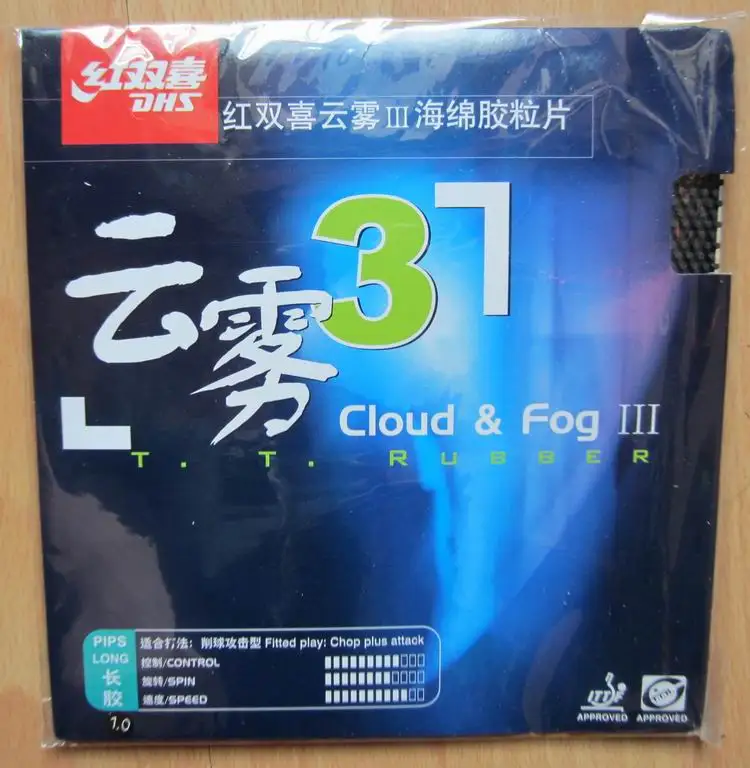 红双喜
DHS
红双喜云雾III海绵胶粒片
云雾3
Cloud & Fog III
T. T. RUBBER
PIPS LONG 长胶
1.0
适合打法：削球攻击型 Fitted play: Chop plus attack
控制/CONTROL
旋转/SPIN
速度/SPEED
ITTF
APPROVED
APPROVED